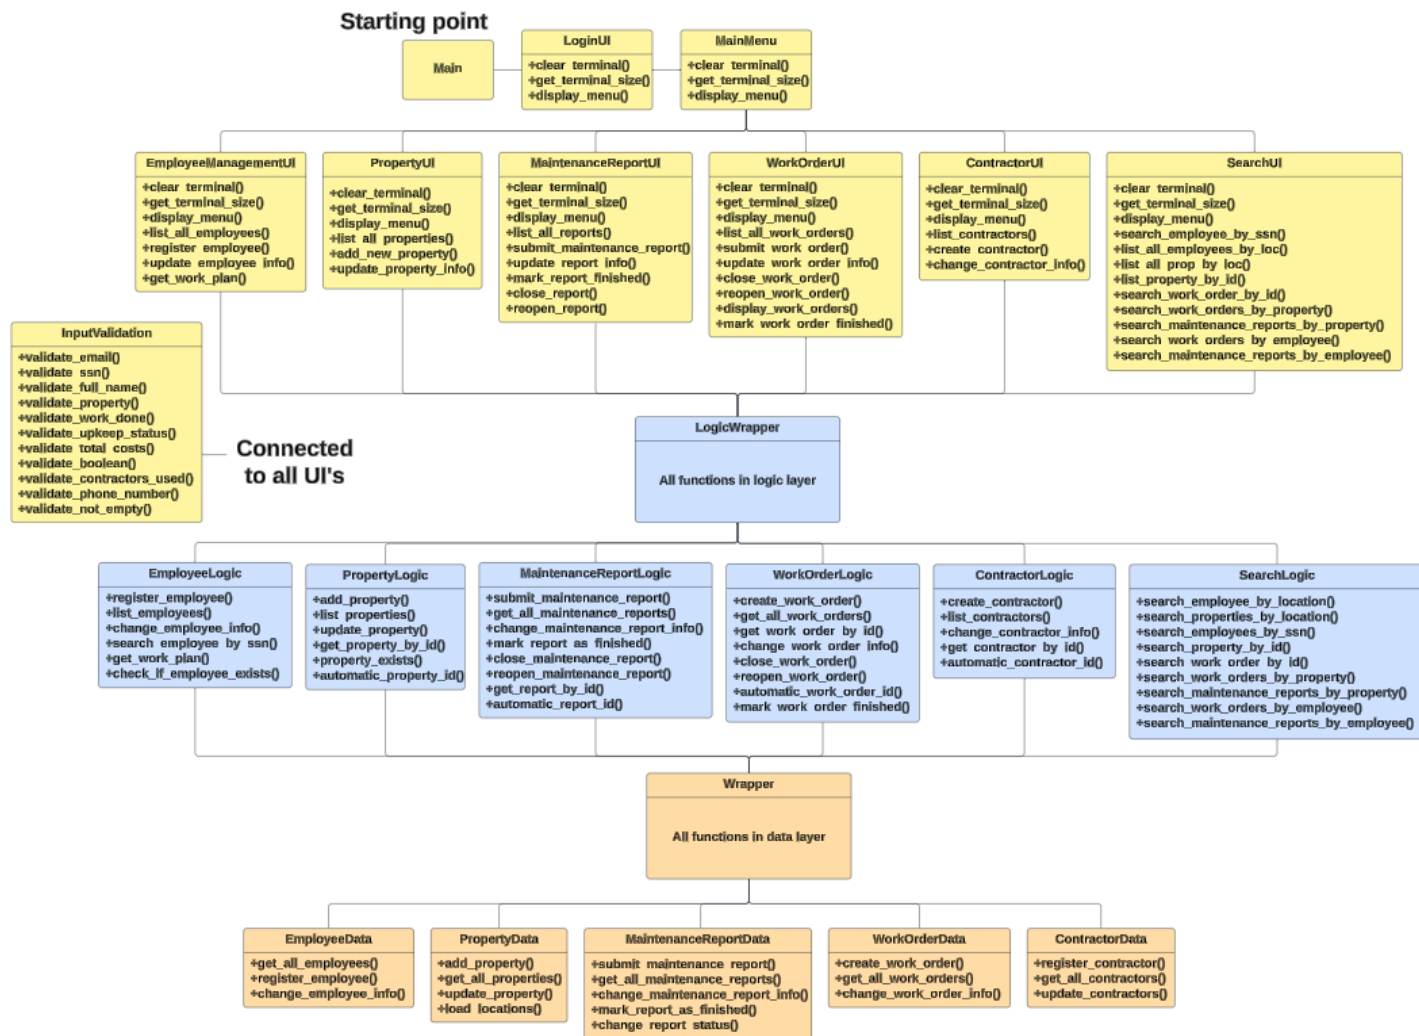 Starting point
Main
LoginUI
+clear_terminal()
+get_terminal_size()
+display_menu()
MainMenu
+clear_terminal()
+get_terminal_size()
+display_menu()
EmployeeManagementUI
+clear_terminal()
+get_terminal_size()
+display_menu()
+list_all_employees()
+register_employee()
+update_employee_info()
+get_work_plan()
PropertyUI
+clear_terminal()
+get_terminal_size()
+display_menu()
+list_all_properties()
+add_new_property()
+update_property_info()
MaintenanceReportUI
+clear_terminal()
+get_terminal_size()
+display_menu()
+list_all_reports()
+submit_maintenance_report()
+update_report_info()
+mark_report_finished()
+close_report()
+reopen_report()
WorkOrderUI
+clear_terminal()
+get_terminal_size()
+display_menu()
+list_all_work_orders()
+submit_work_order()
+update_work_order_info()
+close_work_order()
+reopen_work_order()
+display_work_orders()
+mark_work_order_finished()
ContractorUI
+clear_terminal()
+get_terminal_size()
+display_menu()
+list_contractors()
+create_contractor()
+change_contractor_info()
SearchUI
+clear_terminal()
+get_terminal_size()
+display_menu()
+search_employee_by_ssn()
+list_all_employees_by_loc()
+list_all_prop_by_loc()
+list_property_by_id()
+search_work_order_by_id()
+search_work_orders_by_property()
+search_maintenance_reports_by_property()
+search_work_orders_by_employee()
+search_maintenance_reports_by_employee()
InputValidation
+validate_email()
+validate_ssn()
+validate_full_name()
+validate_property()
+validate_work_done()
+validate_upkeep_status()
+validate_total_costs()
+validate_boolean()
+validate_contractors_used()
+validate_phone_number()
+validate_not_empty()
Connected
to all UI's
LogicWrapper
All functions in logic layer
EmployeeLogic
+register_employee()
+list_employees()
+change_employee_info()
+search_employee_by_ssn()
+get_work_plan()
+check_if_employee_exists()
PropertyLogic
+add_property()
+list_properties()
+update_property()
+get_property_by_id()
+property_exists()
+automatic_property_id()
MaintenanceReportLogic
+submit_maintenance_report()
+get_all_maintenance_reports()
+change_maintenance_report_info()
+mark_report_as_finished()
+close_maintenance_report()
+reopen_maintenance_report()
+get_report_by_id()
+automatic_report_id()
WorkOrderLogic
+create_work_order()
+get_all_work_orders()
+get_work_order_by_id()
+change_work_order_info()
+close_work_order()
+reopen_work_order()
+automatic_work_order_id()
+mark_work_order_finished()
ContractorLogic
+create_contractor()
+list_contractors()
+change_contractor_info()
+get_contractor_by_id()
+automatic_contractor_id()
SearchLogic
+search_employee_by_location()
+search_properties_by_location()
+search_employees_by_ssn()
+search_property_by_id()
+search_work_order_by_id()
+search_work_orders_by_property()
+search_maintenance_reports_by_property()
+search_work_orders_by_employee()
+search_maintenance_reports_by_employee()
Wrapper
All functions in data layer
EmployeeData
+get_all_employees()
+register_employee()
+change_employee_info()
PropertyData
+add_property()
+get_all_properties()
+update_property()
+load_locations()
MaintenanceReportData
+submit_maintenance_report()
+get_all_maintenance_reports()
+change_maintenance_report_info()
+mark_report_as_finished()
+change_report_status()
WorkOrderData
+create_work_order()
+get_all_work_orders()
+change_work_order_info()
ContractorData
+register_contractor()
+get_all_contractors()
+update_contractors()